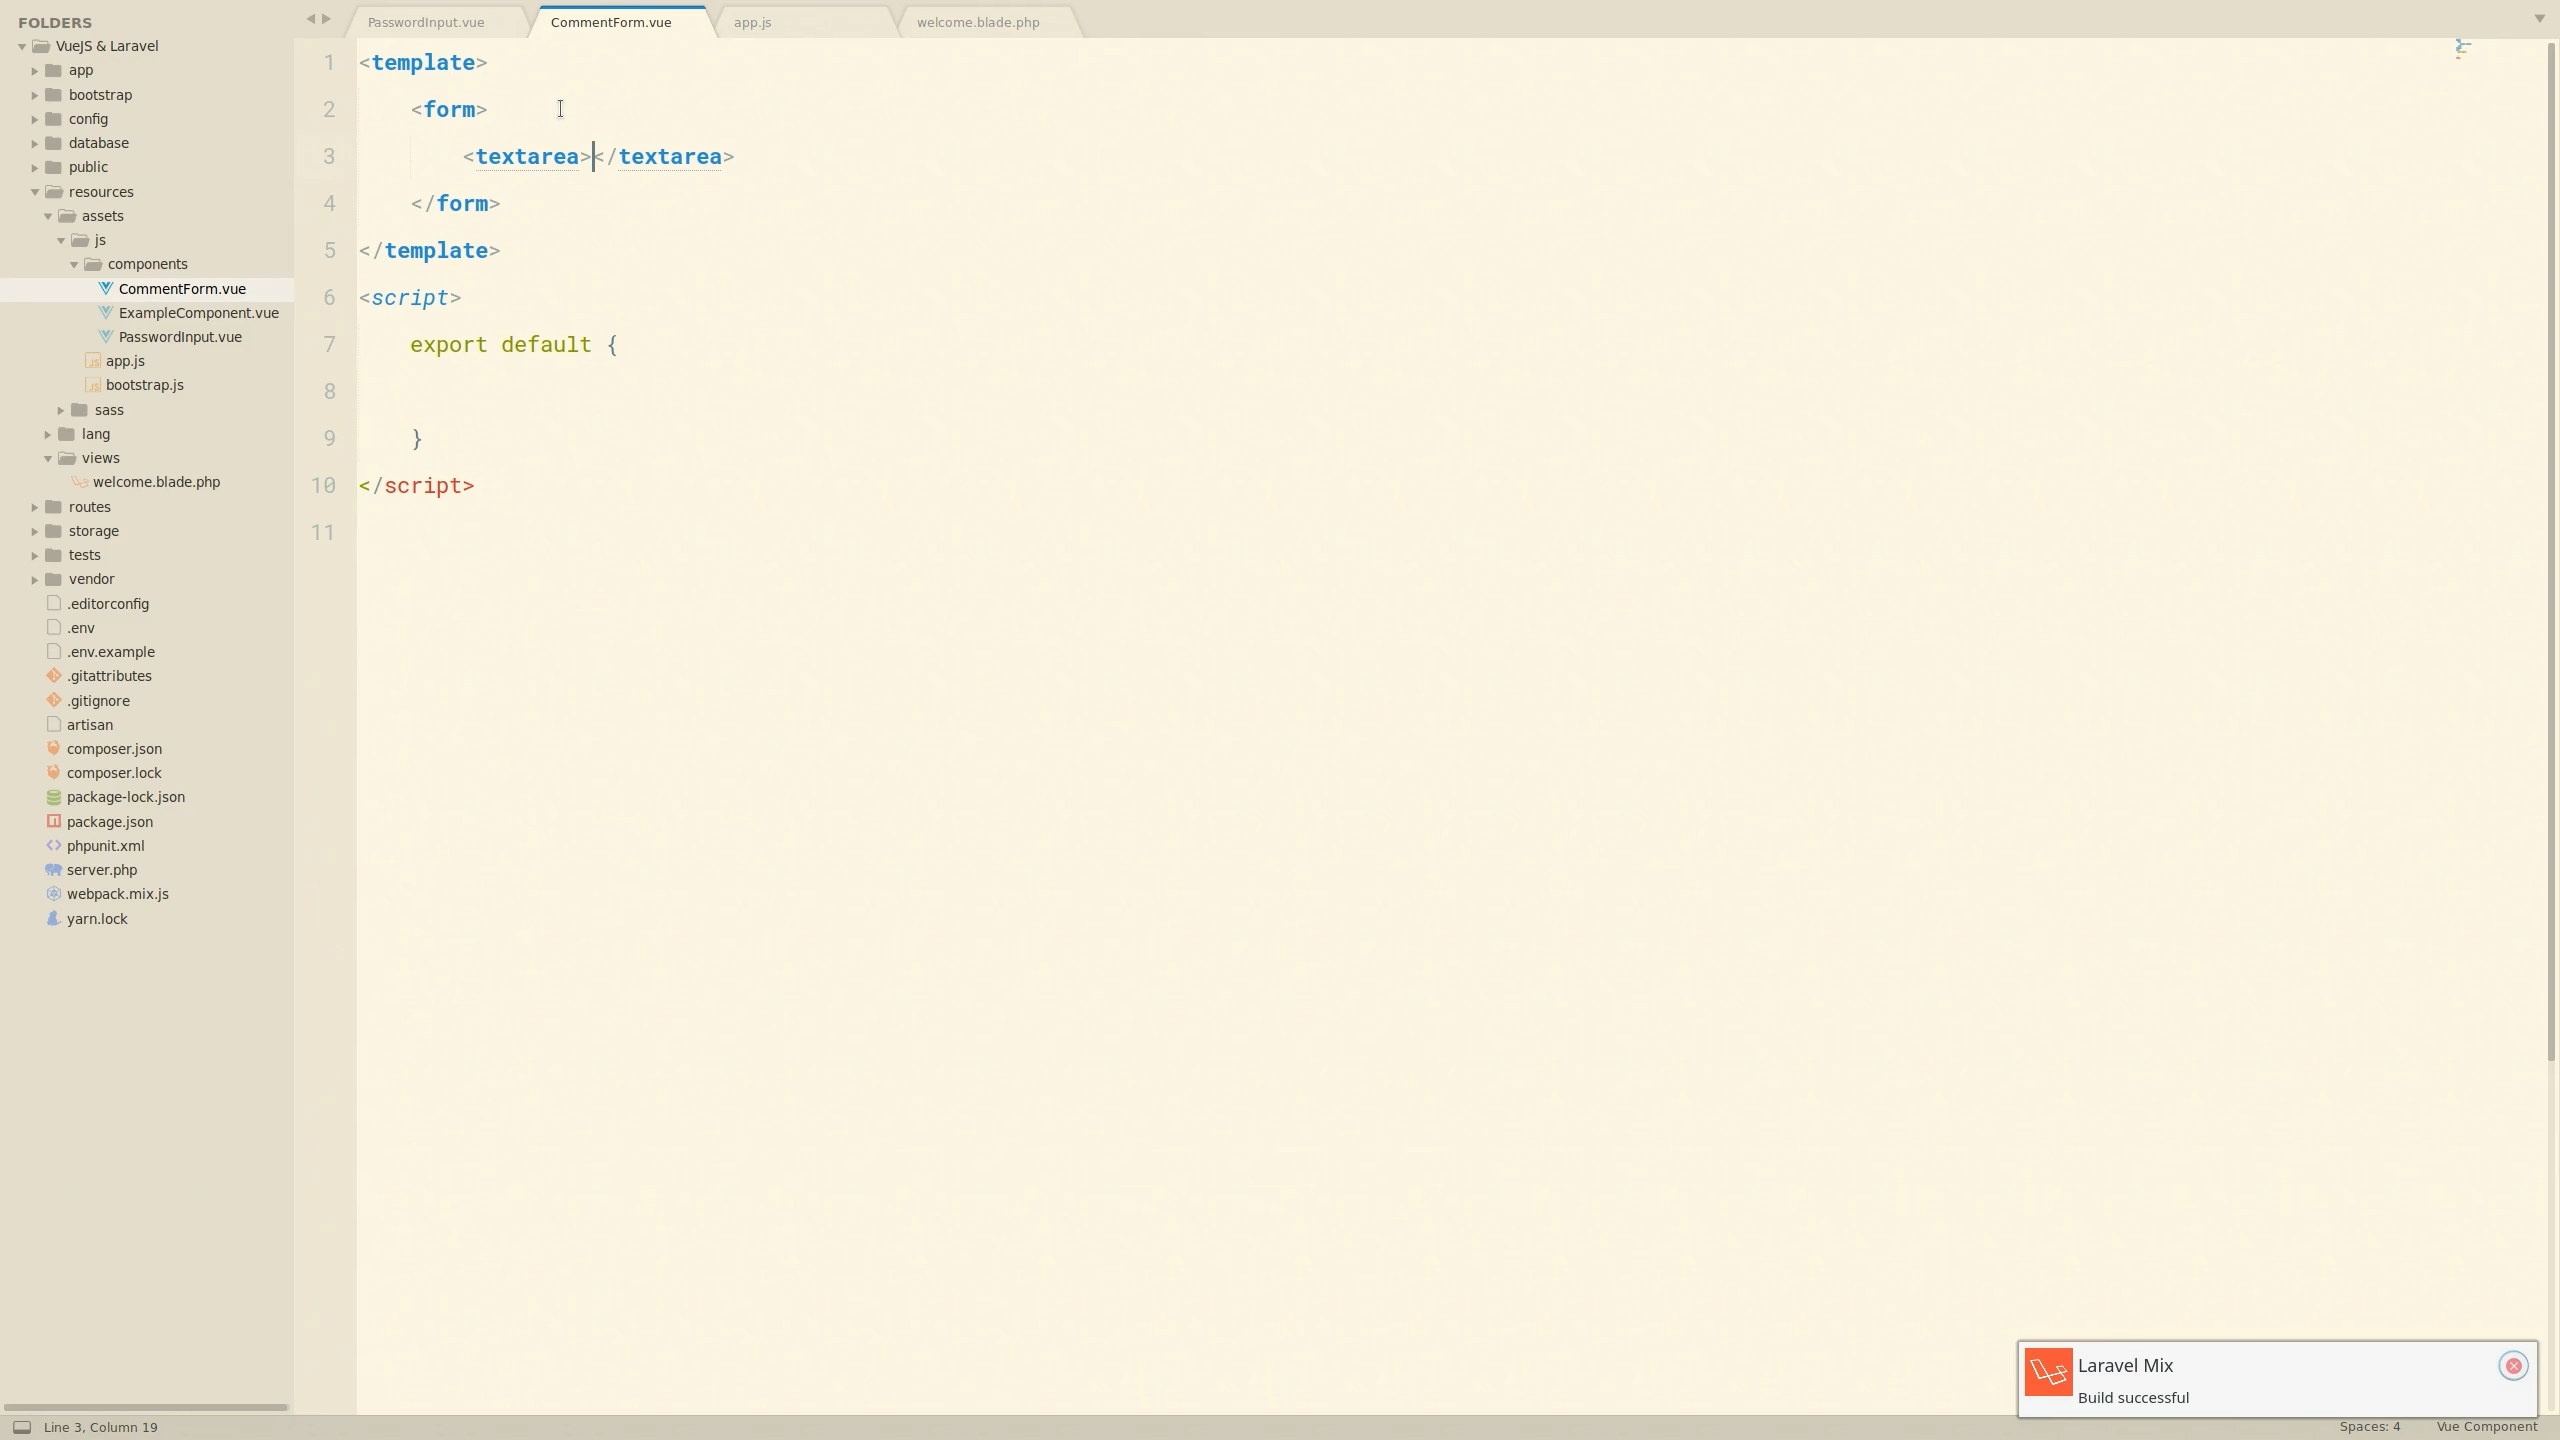 FOLDERS
VueJS & Laravel
app
bootstrap
config
database
public
resources
assets
js
components
CommentForm.vue
ExampleComponent.vue
PasswordInput.vue
app.js
bootstrap.js
sass
lang
views
welcome.blade.php
routes
storage
tests
vendor
.editorconfig
.env
.env.example
.gitattributes
.gitignore
artisan
composer.json
composer.lock
package-lock.json
package.json
phpunit.xml
server.php
webpack.mix.js
yarn.lock
PasswordInput.vue CommentForm.vue app.js welcome.blade.php
1 <template>
2 <form>
3 <textarea></textarea>
4 </form>
5 </template>
6 <script>
7 export default {
8
9 }
10 </script>
11
Laravel Mix
Build successful
Line 3, Column 19 Spaces: 4 Vue Component